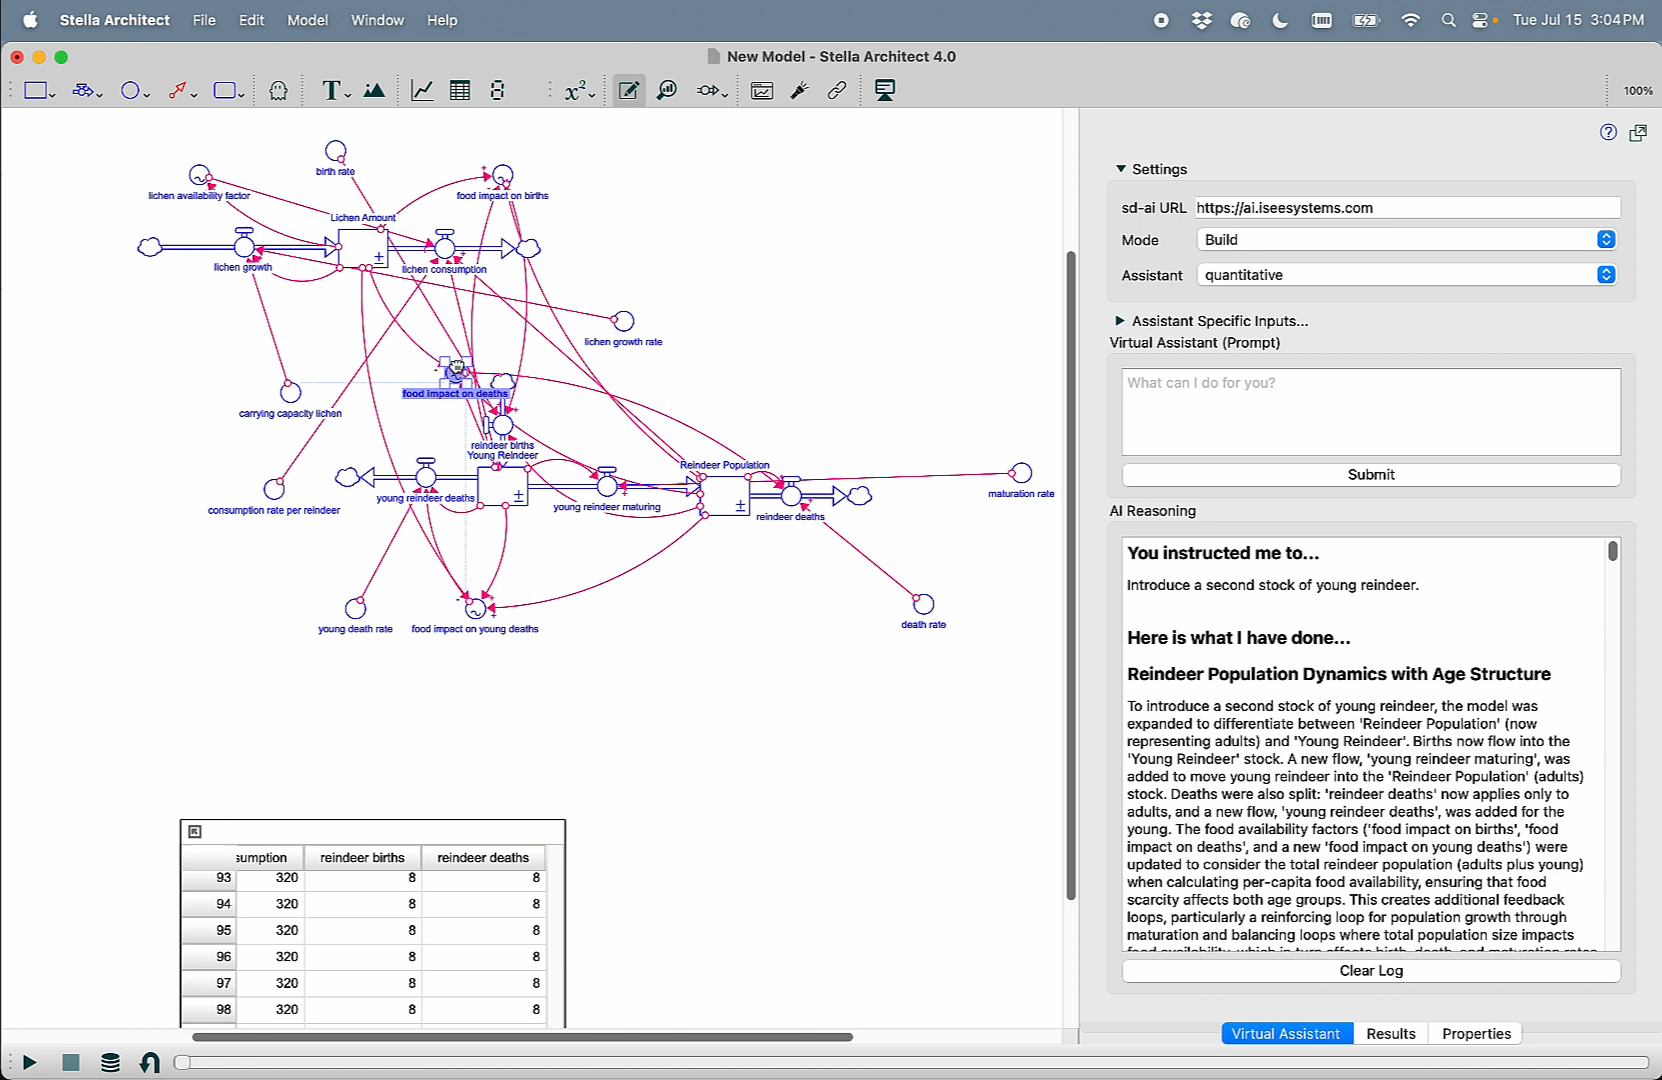 Stella Architect File Edit Model Window Help Tue Jul 15 3:04 PM
New Model - Stella Architect 4.0
T x² 100%
birth rate
lichen availability factor
food impact on births
Lichen Amount
lichen growth
lichen consumption
lichen growth rate
food impact on deaths
carrying capacity lichen
reindeer births
Young Reindeer
Reindeer Population
young reindeer deaths
maturation rate
consumption rate per reindeer
young reindeer maturing
reindeer deaths
young death rate
food impact on young deaths
death rate
sumption reindeer births reindeer deaths
93 320 8 8
94 320 8 8
95 320 8 8
96 320 8 8
97 320 8 8
98 320 8 8
Settings
sd-ai URL https://ai.iseesystems.com
Mode Build
Assistant quantitative
Assistant Specific Inputs...
Virtual Assistant (Prompt)
What can I do for you?
Submit
AI Reasoning
You instructed me to...
Introduce a second stock of young reindeer.
Here is what I have done...
Reindeer Population Dynamics with Age Structure
To introduce a second stock of young reindeer, the model was
expanded to differentiate between 'Reindeer Population' (now
representing adults) and 'Young Reindeer'. Births now flow into the
'Young Reindeer' stock. A new flow, 'young reindeer maturing', was
added to move young reindeer into the 'Reindeer Population' (adults)
stock. Deaths were also split: 'reindeer deaths' now applies only to
adults, and a new flow, 'young reindeer deaths', was added for the
young. The food availability factors ('food impact on births', 'food
impact on deaths', and a new 'food impact on young deaths') were
updated to consider the total reindeer population (adults plus young)
when calculating per-capita food availability, ensuring that food
scarcity affects both age groups. This creates additional feedback
loops, particularly a reinforcing loop for population growth through
maturation and balancing loops where total population size impacts
food availability, which in turn affects birth, death, and maturation rates
Clear Log
Virtual Assistant Results Properties